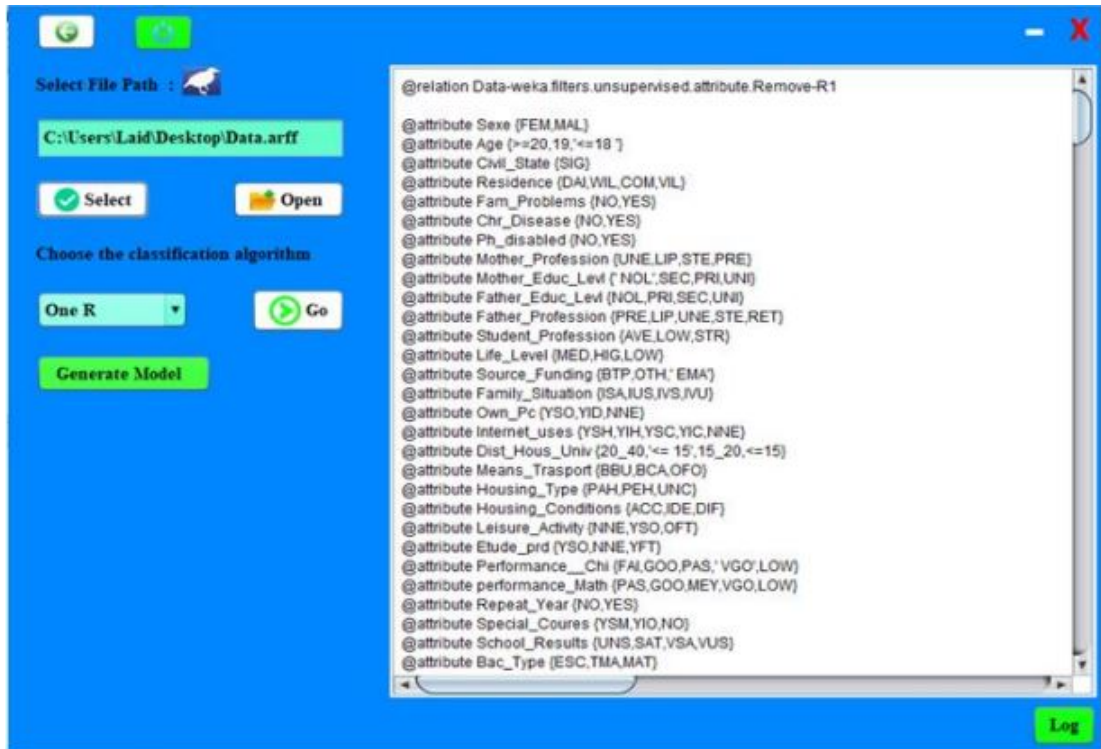 X
Select File Path :
C:\Users\Laid\Desktop\Data.arff
Select
Open
Choose the classification algorithm
One R
Go
Generate Model
@relation Data-weka.filters.unsupervised.attribute.Remove-R1
@attribute Sexe {FEM,MAL}
@attribute Age {>=20,19,'<=18 '}
@attribute Civil_State {SIG}
@attribute Residence {DAI,WIL,COM,VIL}
@attribute Fam_Problems {NO,YES}
@attribute Chr_Disease {NO,YES}
@attribute Ph_disabled {NO,YES}
@attribute Mother_Profession {UNE,LIP,STE,PRE}
@attribute Mother_Educ_Levl {' NOL',SEC,PRI,UNI}
@attribute Father_Educ_Levl {NOL,PRI,SEC,UNI}
@attribute Father_Profession {PRE,LIP,UNE,STE,RET}
@attribute Student_Profession {AVE,LOW,STR}
@attribute Life_Level {MED,HIG,LOW}
@attribute Source_Funding {BTP,OTH,' EMA'}
@attribute Family_Situation {ISA,IUS,IVS,IVU}
@attribute Own_Pc {YSO,YID,NNE}
@attribute Internet_uses {YSH,YIH,YSC,YIC,NNE}
@attribute Dist_Hous_Univ {20_40,'<= 15',15_20,<=15}
@attribute Means_Trasport {BBU,BCA,OFO}
@attribute Housing_Type {PAH,PEH,UNC}
@attribute Housing_Conditions {ACC,IDE,DIF}
@attribute Leisure_Activity {NNE,YSO,OFT}
@attribute Etude_prd {YSO,NNE,YFT}
@attribute Performance__Chi {FAI,GOO,PAS,' VGO',LOW}
@attribute performance_Math {PAS,GOO,MEY,VGO,LOW}
@attribute Repeat_Year {NO,YES}
@attribute Special_Coures {YSM,YIO,NO}
@attribute School_Results {UNS,SAT,VSA,VUS}
@attribute Bac_Type {ESC,TMA,MAT}
Log